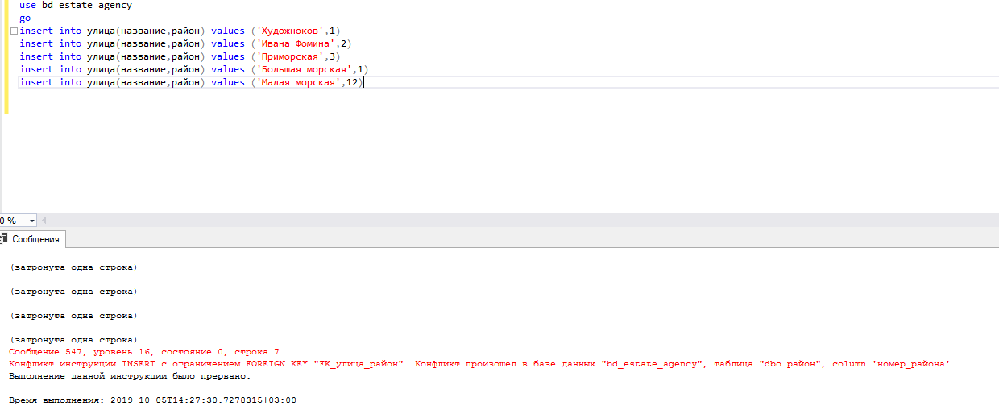 use bd_estate_agency
go
insert into улица(название,район) values ('Художноков',1)
insert into улица(название,район) values ('Ивана Фомина',2)
insert into улица(название,район) values ('Приморская',3)
insert into улица(название,район) values ('Большая морская',1)
insert into улица(название,район) values ('Малая морская',12)
0 %
Сообщения
(затронута одна строка)
(затронута одна строка)
(затронута одна строка)
(затронута одна строка)
Сообщение 547, уровень 16, состояние 0, строка 7
Конфликт инструкции INSERT с ограничением FOREIGN KEY "FK_улица_район". Конфликт произошел в базе данных "bd_estate_agency", таблица "dbo.район", column 'номер_района'.
Выполнение данной инструкции было прервано.
Время выполнения: 2019-10-05T14:27:30.7278315+03:00